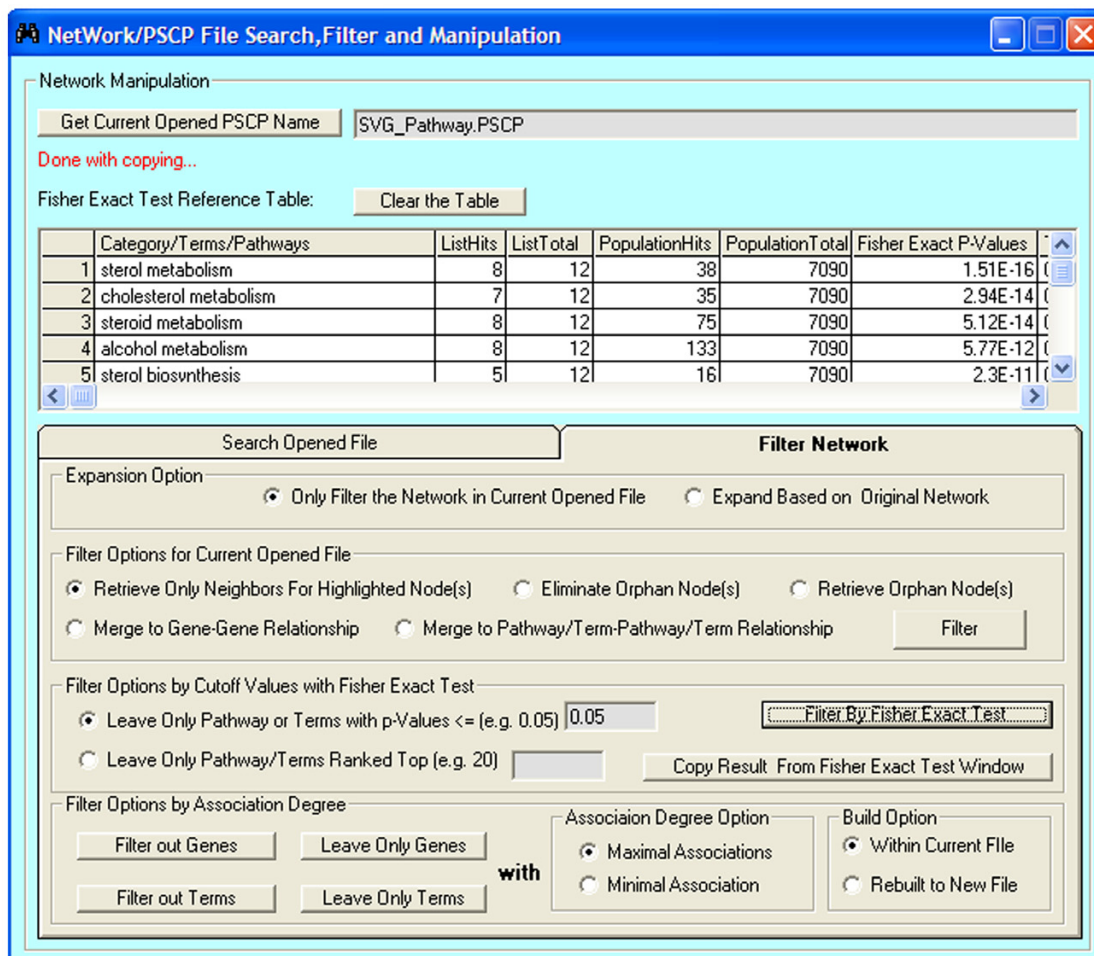 NetWork/PSCP File Search,Filter and Manipulation
Network Manipulation
Get Current Opened PSCP Name SVG_Pathway.PSCP
Done with copying...
Fisher Exact Test Reference Table: Clear the Table
Category/Terms/Pathways ListHits ListTotal PopulationHits PopulationTotal Fisher Exact P-Values
1 sterol metabolism 8 12 38 7090 1.51E-16
2 cholesterol metabolism 7 12 35 7090 2.94E-14
3 steroid metabolism 8 12 75 7090 5.12E-14
4 alcohol metabolism 8 12 133 7090 5.77E-12
5 sterol biosynthesis 5 12 16 7090 2.3E-11
Search Opened File Filter Network
Expansion Option
Only Filter the Network in Current Opened File Expand Based on Original Network
Filter Options for Current Opened File
Retrieve Only Neighbors For Highlighted Node(s) Eliminate Orphan Node(s) Retrieve Orphan Node(s)
Merge to Gene-Gene Relationship Merge to Pathway/Term-Pathway/Term Relationship Filter
Filter Options by Cutoff Values with Fisher Exact Test
Leave Only Pathway or Terms with p-Values <= (e.g. 0.05) 0.05 Filter By Fisher Exact Test
Leave Only Pathway/Terms Ranked Top (e.g. 20) Copy Result From Fisher Exact Test Window
Filter Options by Association Degree
Filter out Genes Leave Only Genes
Filter out Terms Leave Only Terms
with
Associaion Degree Option
Maximal Associations
Minimal Association
Build Option
Within Current FIle
Rebuilt to New File